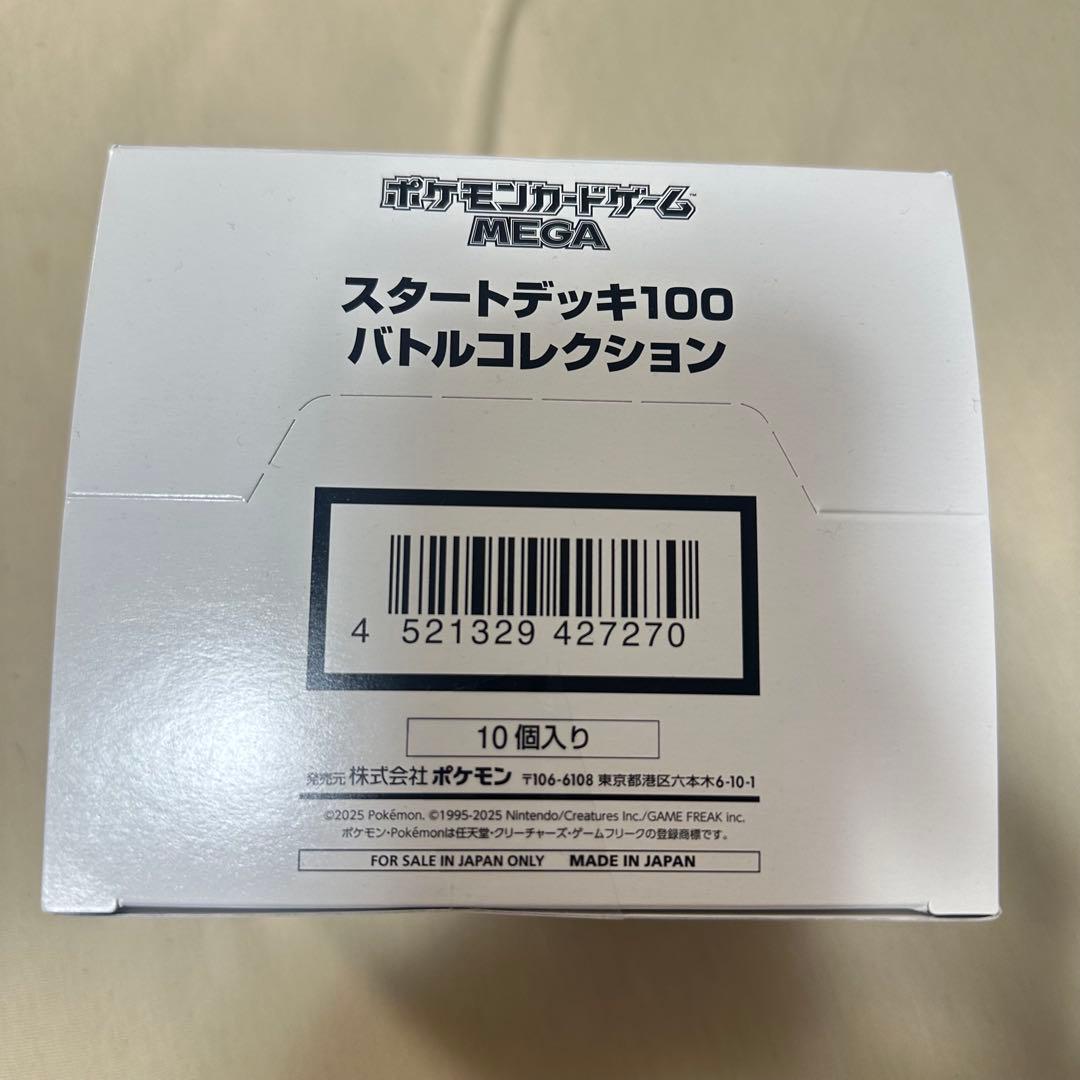 ポケモンカードゲーム™
MEGA
スタートデッキ100
バトルコレクション
4 521329 427270
10個入り
発売元 株式会社 ポケモン 〒106-6108 東京都港区六本木6-10-1
©2025 Pokémon. ©1995-2025 Nintendo/Creatures Inc./GAME FREAK inc.
ポケモン・Pokémonは任天堂・クリーチャーズ・ゲームフリークの登録商標です。
FOR SALE IN JAPAN ONLY MADE IN JAPAN